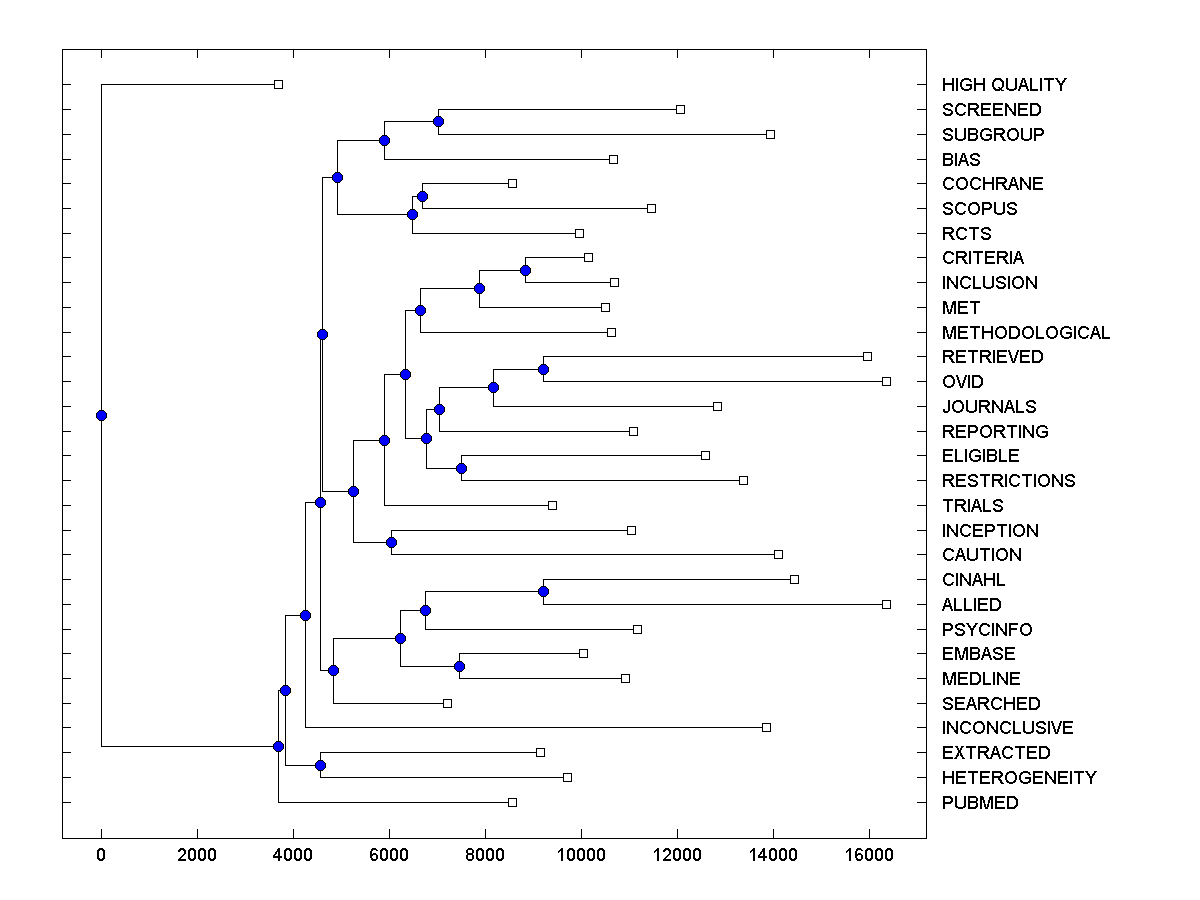 HIGH QUALITY
SCREENED
SUBGROUP
BIAS
COCHRANE
SCOPUS
RCTS
CRITERIA
INCLUSION
MET
METHODOLOGICAL
RETRIEVED
OVID
JOURNALS
REPORTING
ELIGIBLE
RESTRICTIONS
TRIALS
INCEPTION
CAUTION
CINAHL
ALLIED
PSYCINFO
EMBASE
MEDLINE
SEARCHED
INCONCLUSIVE
EXTRACTED
HETEROGENEITY
PUBMED
0 2000 4000 6000 8000 10000 12000 14000 16000